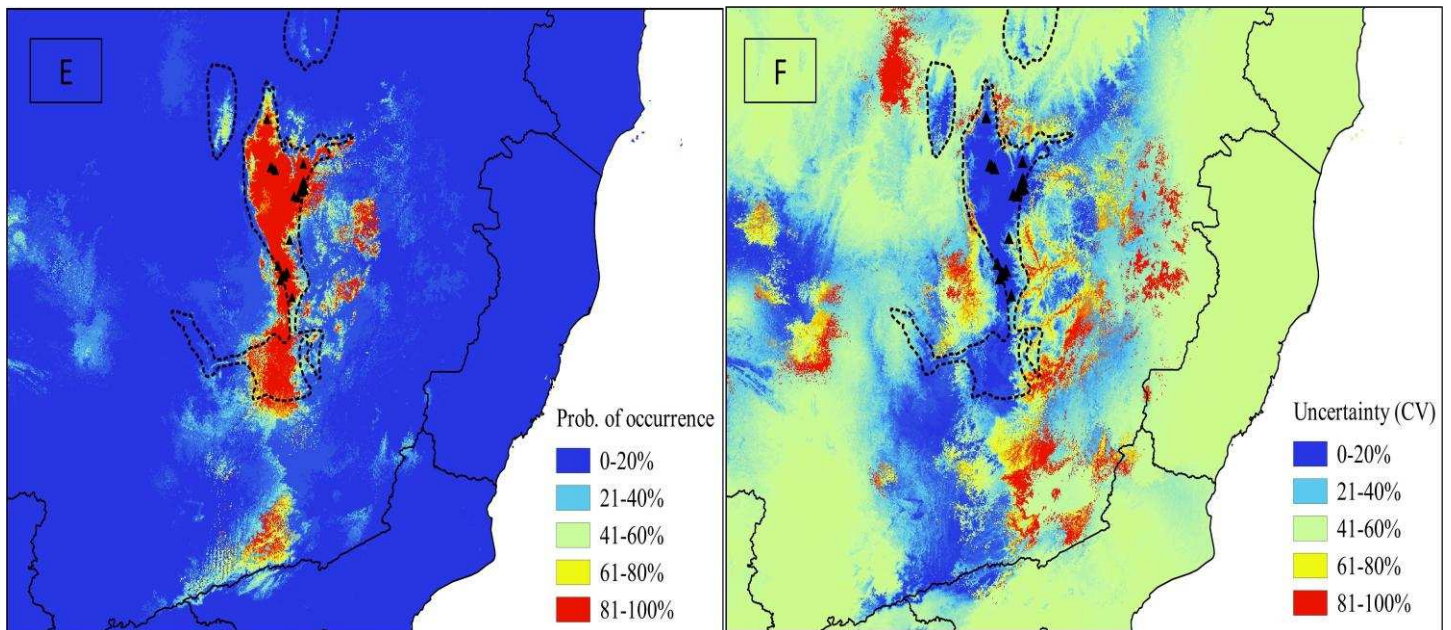 E
Prob. of occurrence
0-20%
21-40%
41-60%
61-80%
81-100%
F
Uncertainty (CV)
0-20%
21-40%
41-60%
61-80%
81-100%